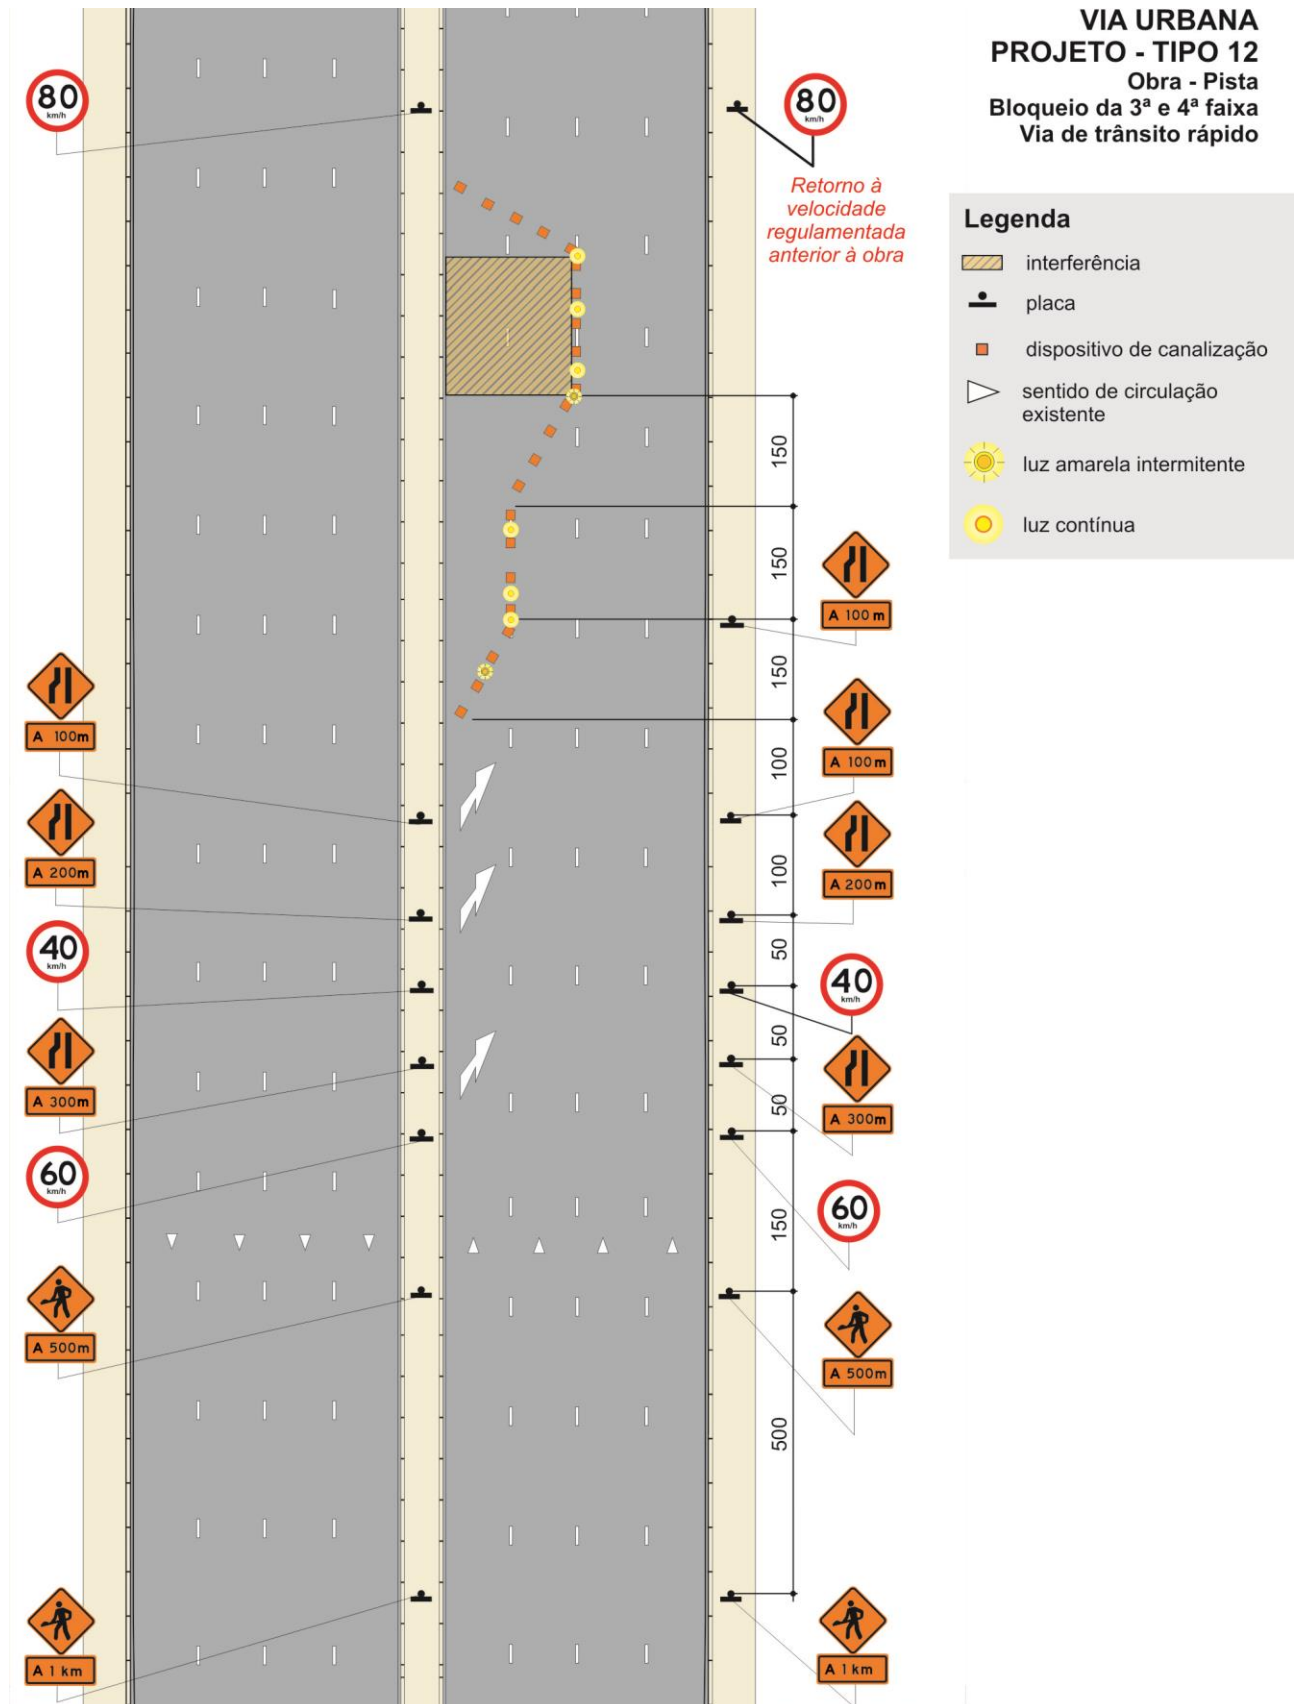 VIA URBANA
PROJETO - TIPO 12
Obra - Pista
Bloqueio da 3ª e 4ª faixa
Via de trânsito rápido
80
km/h
80
km/h
Retorno à
velocidade
regulamentada
anterior à obra
Legenda
interferência
placa
dispositivo de canalização
sentido de circulação
existente
luz amarela intermitente
luz contínua
150
150
A 100 m
150
A 100m
100
A 100 m
A 200m
100
A 200 m
40
km/h
50
40
km/h
50
A 300m
50
A 300m
60
km/h
150
60
km/h
A 500m
A 500m
500
A 1 km
A 1 km